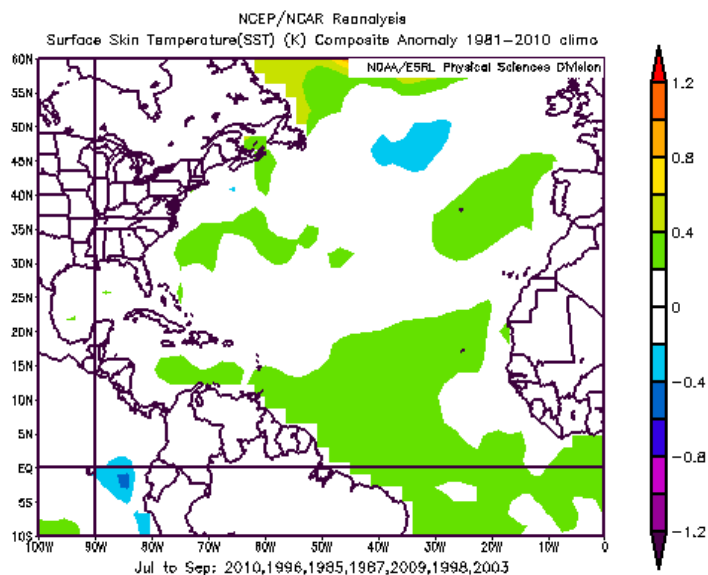 NCEP/NCAR Reanalysis
Surface Skin Temperature(SST) (K) Composite Anomaly 1981-2010 climo
NOAA/ESRL Physical Sciences Division
60N
55N
50N
45N
40N
35N
30N
25N
20N
15N
10N
5N
EQ
5S
10S
100W 90W 80W 70W 60W 50W 40W 30W 20W 10W 0
1.2
0.8
0.4
0
-0.4
-0.8
-1.2
Jul to Sep: 2010,1996,1985,1987,2009,1998,2003